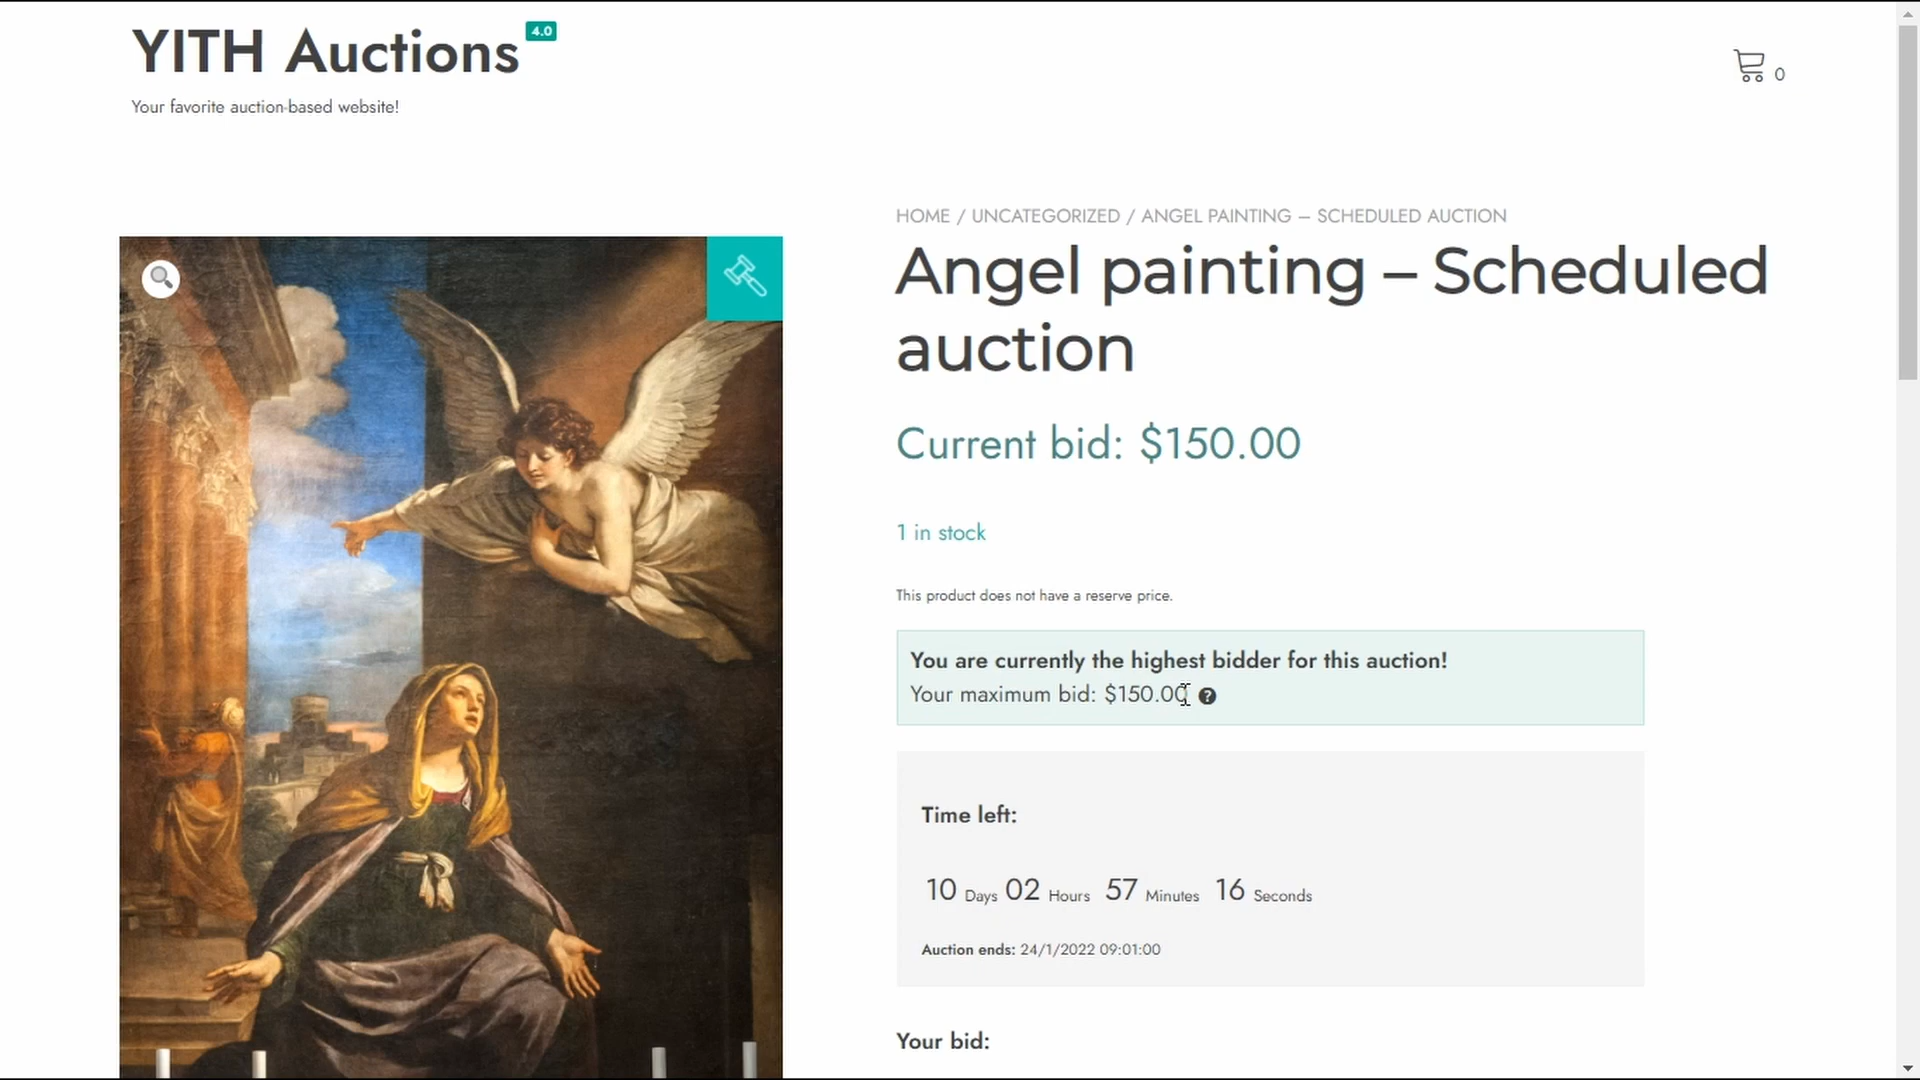 YITH Auctions 4.0
Your favorite auction-based website!
0
HOME / UNCATEGORIZED / ANGEL PAINTING – SCHEDULED AUCTION
Angel painting – Scheduled
auction
Current bid: $150.00
1 in stock
This product does not have a reserve price.
You are currently the highest bidder for this auction!
Your maximum bid: $150.00 ?
Time left:
10 Days 02 Hours 57 Minutes 16 Seconds
Auction ends: 24/1/2022 09:01:00
Your bid: